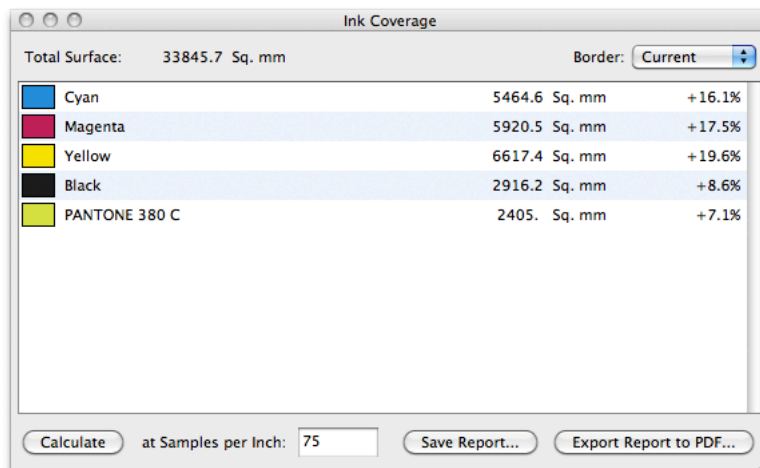 Ink Coverage
Total Surface: 33845.7 Sq. mm Border: Current
Cyan 5464.6 Sq. mm +16.1%
Magenta 5920.5 Sq. mm +17.5%
Yellow 6617.4 Sq. mm +19.6%
Black 2916.2 Sq. mm +8.6%
PANTONE 380 C 2405. Sq. mm +7.1%
Calculate at Samples per Inch: 75 Save Report... Export Report to PDF...